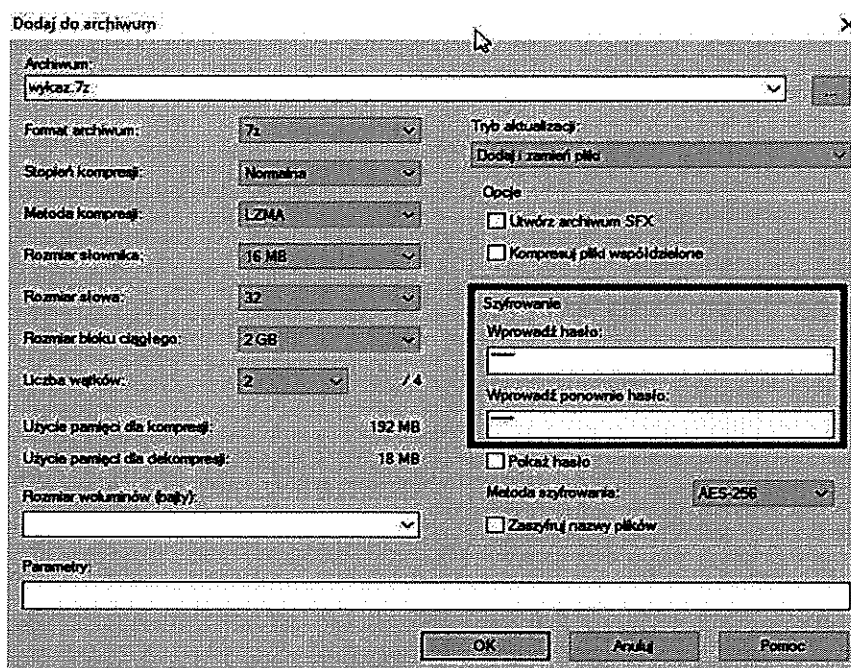 Dodaj do archiwum
Archiwum:
wykaz.7z
...
Format archiwum:
7z
Stopień kompresji:
Normalna
Metoda kompresji:
LZMA
Rozmiar słownika:
16 MB
Rozmiar słowa:
32
Rozmiar bloku ciągłego:
2 GB
Liczba wątków:
2
/ 4
Użycie pamięci dla kompresji:
192 MB
Użycie pamięci dla dekompresji:
18 MB
Rozmiar woluminów (bajty):
Tryb aktualizacji:
Dodaj i zamień pliki
Opcje
Utwórz archiwum SFX
Kompresuj pliki współdzielone
Szyfrowanie
Wprowadź hasło:
Wprowadź ponownie hasło:
Pokaż hasło
Metoda szyfrowania:
AES-256
Zaszyfruj nazwy plików
Parametry:
OK
Anuluj
Pomoc